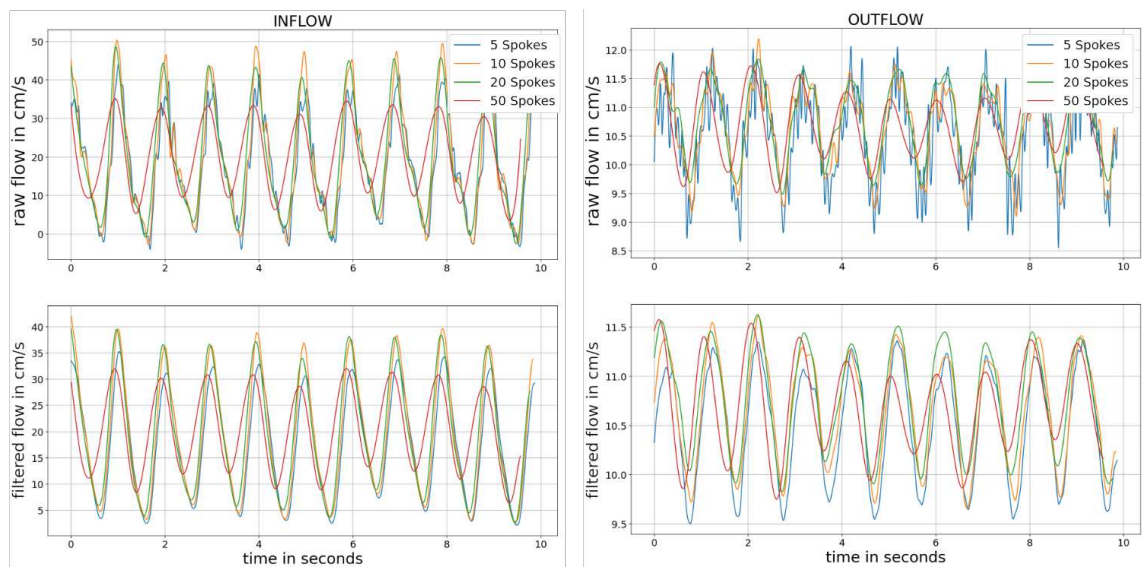 INFLOW
raw flow in cm/s
50
40
30
20
10
0
0 2 4 6 8 10
5 Spokes
10 Spokes
20 Spokes
50 Spokes
OUTFLOW
raw flow in cm/s
12.0
11.5
11.0
10.5
10.0
9.5
9.0
8.5
0 2 4 6 8 10
5 Spokes
10 Spokes
20 Spokes
50 Spokes
filtered flow in cm/s
40
35
30
25
20
15
10
5
0 2 4 6 8 10
time in seconds
filtered flow in cm/s
11.5
11.0
10.5
10.0
9.5
0 2 4 6 8 10
time in seconds